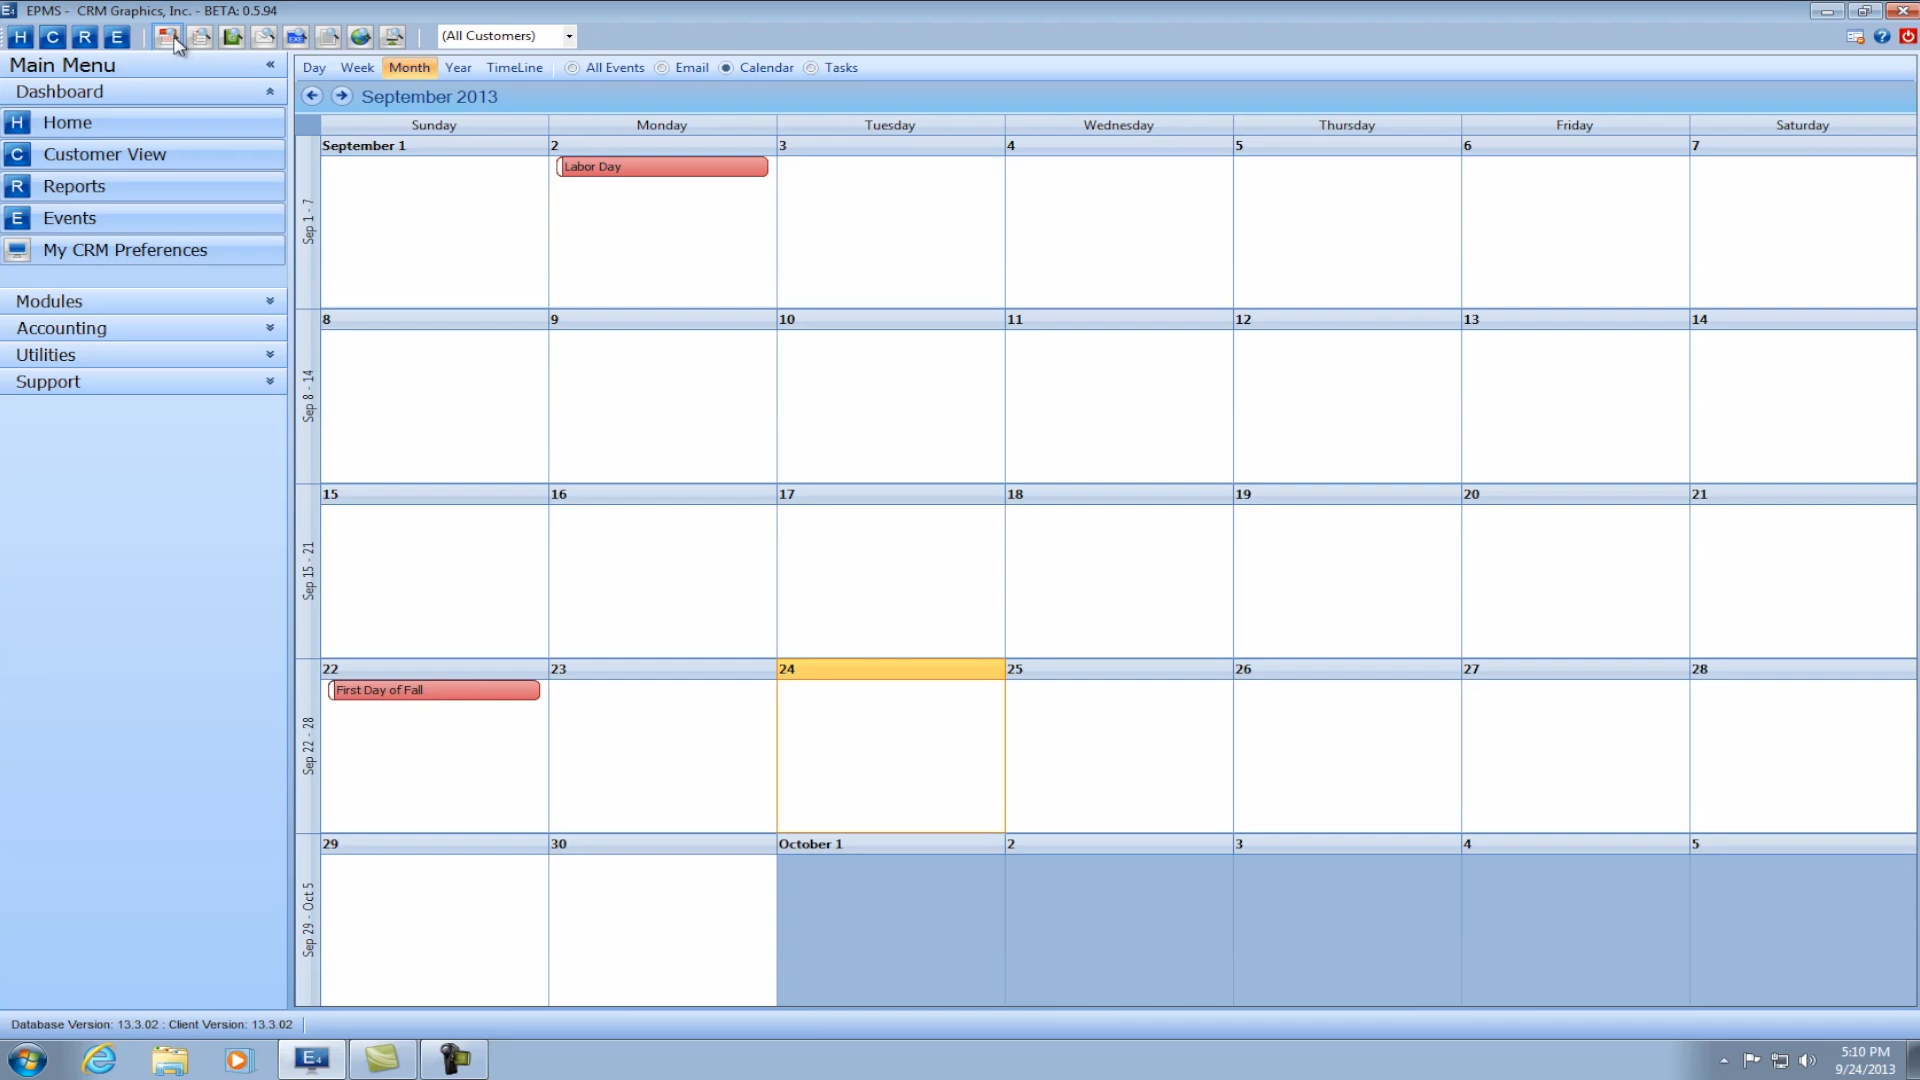 E4 EPMS - CRM Graphics, Inc. - BETA: 0.5.94
H C R E (All Customers)
Main Menu
Dashboard
H Home
C Customer View
R Reports
E Events
My CRM Preferences
Modules
Accounting
Utilities
Support
Day Week Month Year TimeLine All Events Email Calendar Tasks
September 2013
Sunday Monday Tuesday Wednesday Thursday Friday Saturday
Sep 1 - 7
September 1 2 3 4 5 6 7
Labor Day
Sep 8 - 14
8 9 10 11 12 13 14
Sep 15 - 21
15 16 17 18 19 20 21
Sep 22 - 28
22 23 24 25 26 27 28
First Day of Fall
Sep 29 - Oct 5
29 30 October 1 2 3 4 5
Database Version: 13.3.02 : Client Version: 13.3.02
E4
5:10 PM
9/24/2013